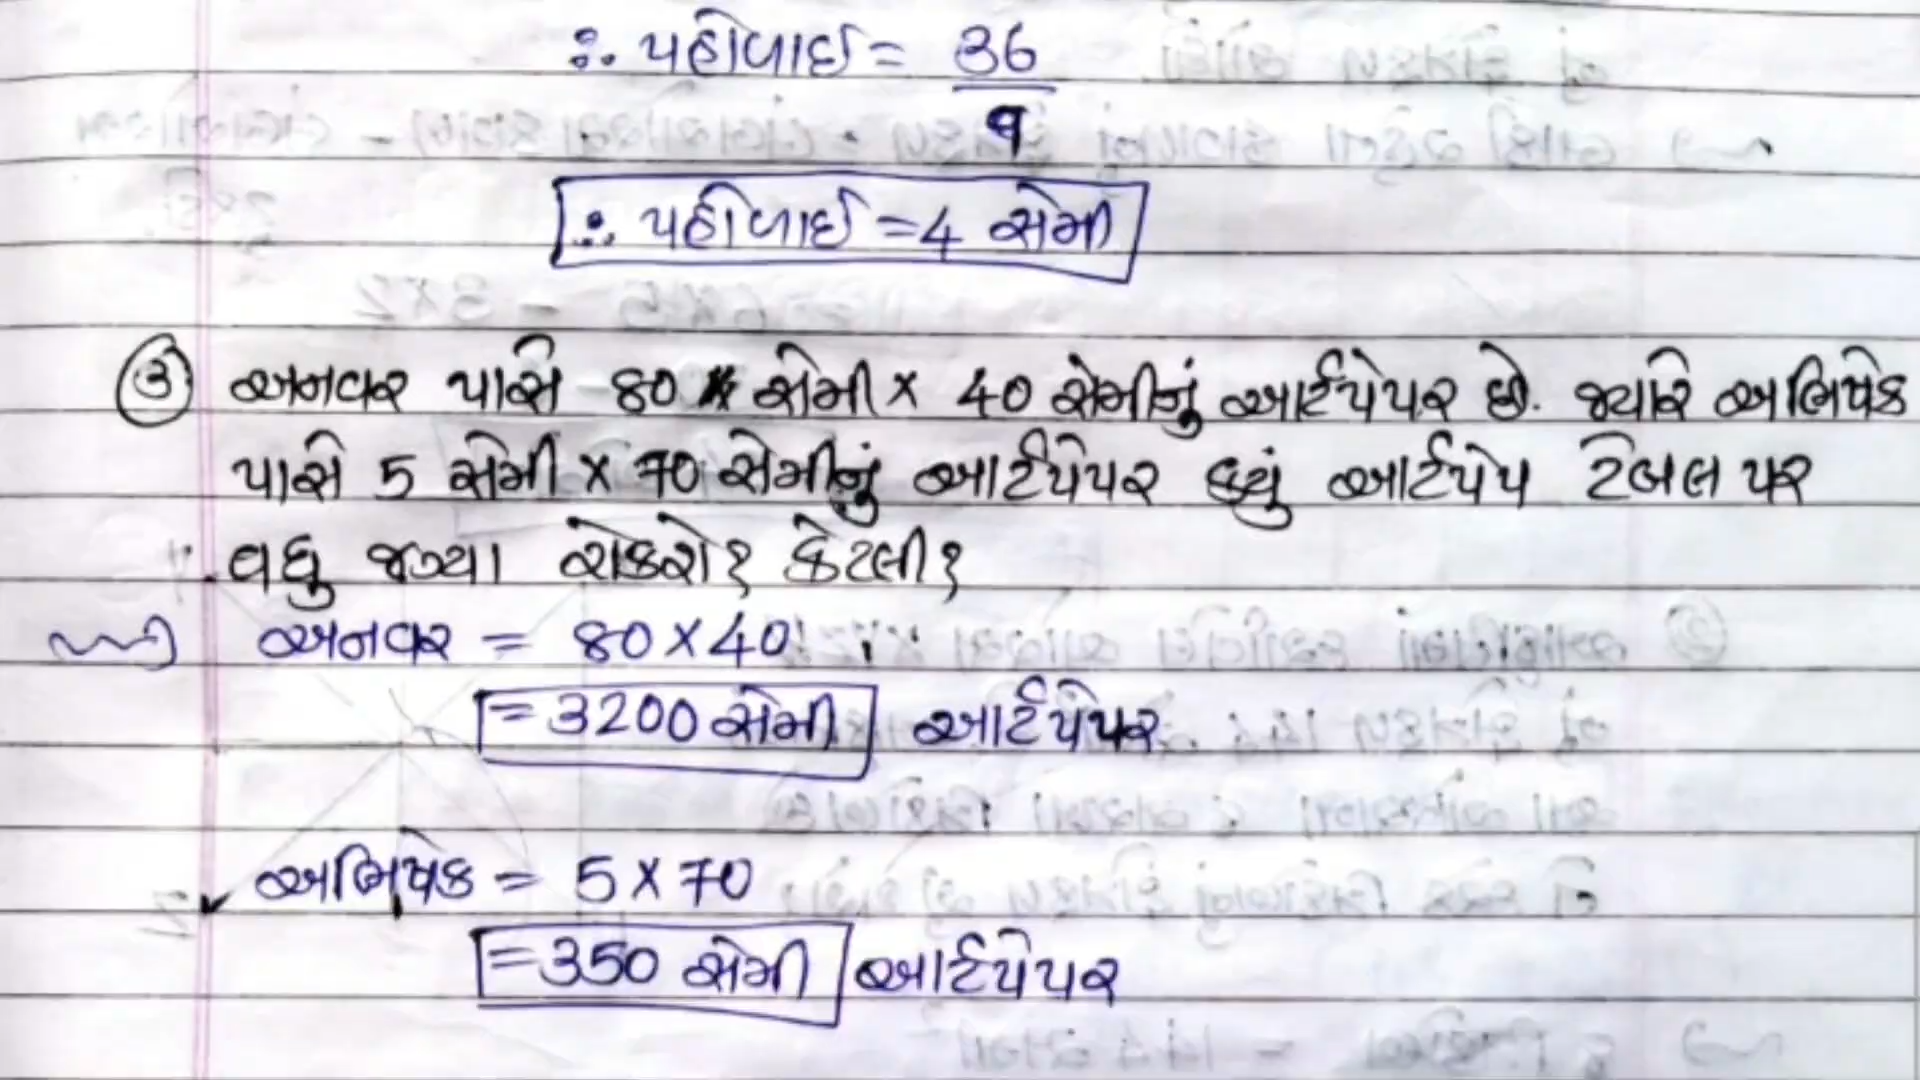 ∴ પહોળાઈ = 36
9
∴ પહોળાઈ = 4 સેમી
③ અનવર પાસે 80 સેમી × 40 સેમીનું આર્ટપેપર છે. જ્યારે અભિષેક
પાસે 5 સેમી × 70 સેમીનું આર્ટપેપર કયું આર્ટપેપ ટેબલ પર
વધુ જગ્યા રોકશે? કેટલી?
અનવર = 80 × 40
= 3200 સેમી આર્ટપેપર
અભિષેક = 5 × 70
= 350 સેમી આર્ટપેપર